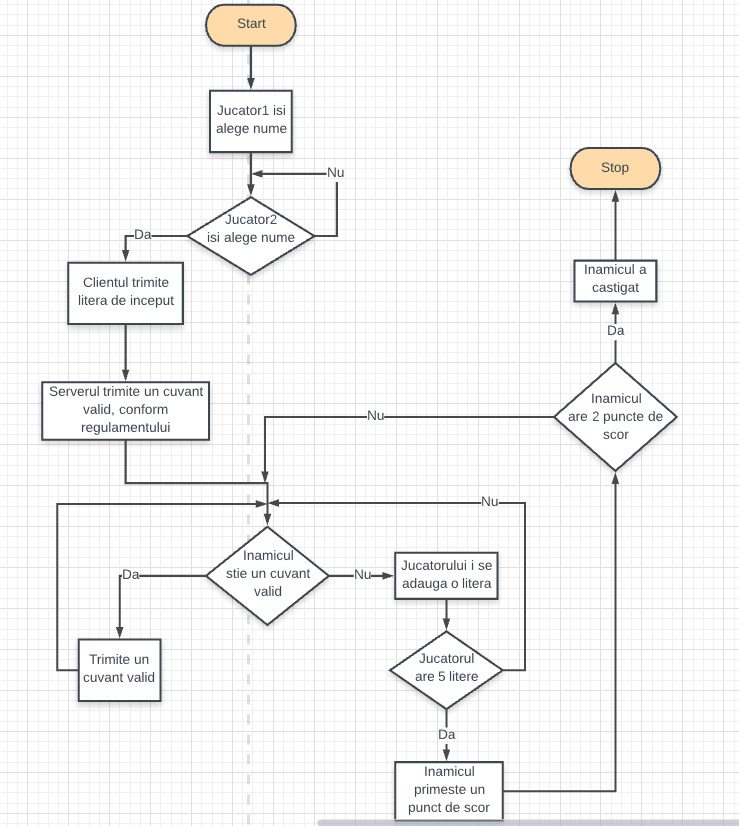 Start
Jucator1 isi
alege nume
Nu
Jucator2
isi alege nume
Da
Clientul trimite
litera de inceput
Serverul trimite un cuvant
valid, conform
regulamentului
Stop
Inamicul a
castigat
Da
Inamicul
are 2 puncte de
scor
Nu
Nu
Inamicul
stie un cuvant
valid
Da
Nu
Trimite un
cuvant valid
Jucatorului i se
adauga o litera
Jucatorul
are 5 litere
Da
Inamicul
primeste un
punct de scor